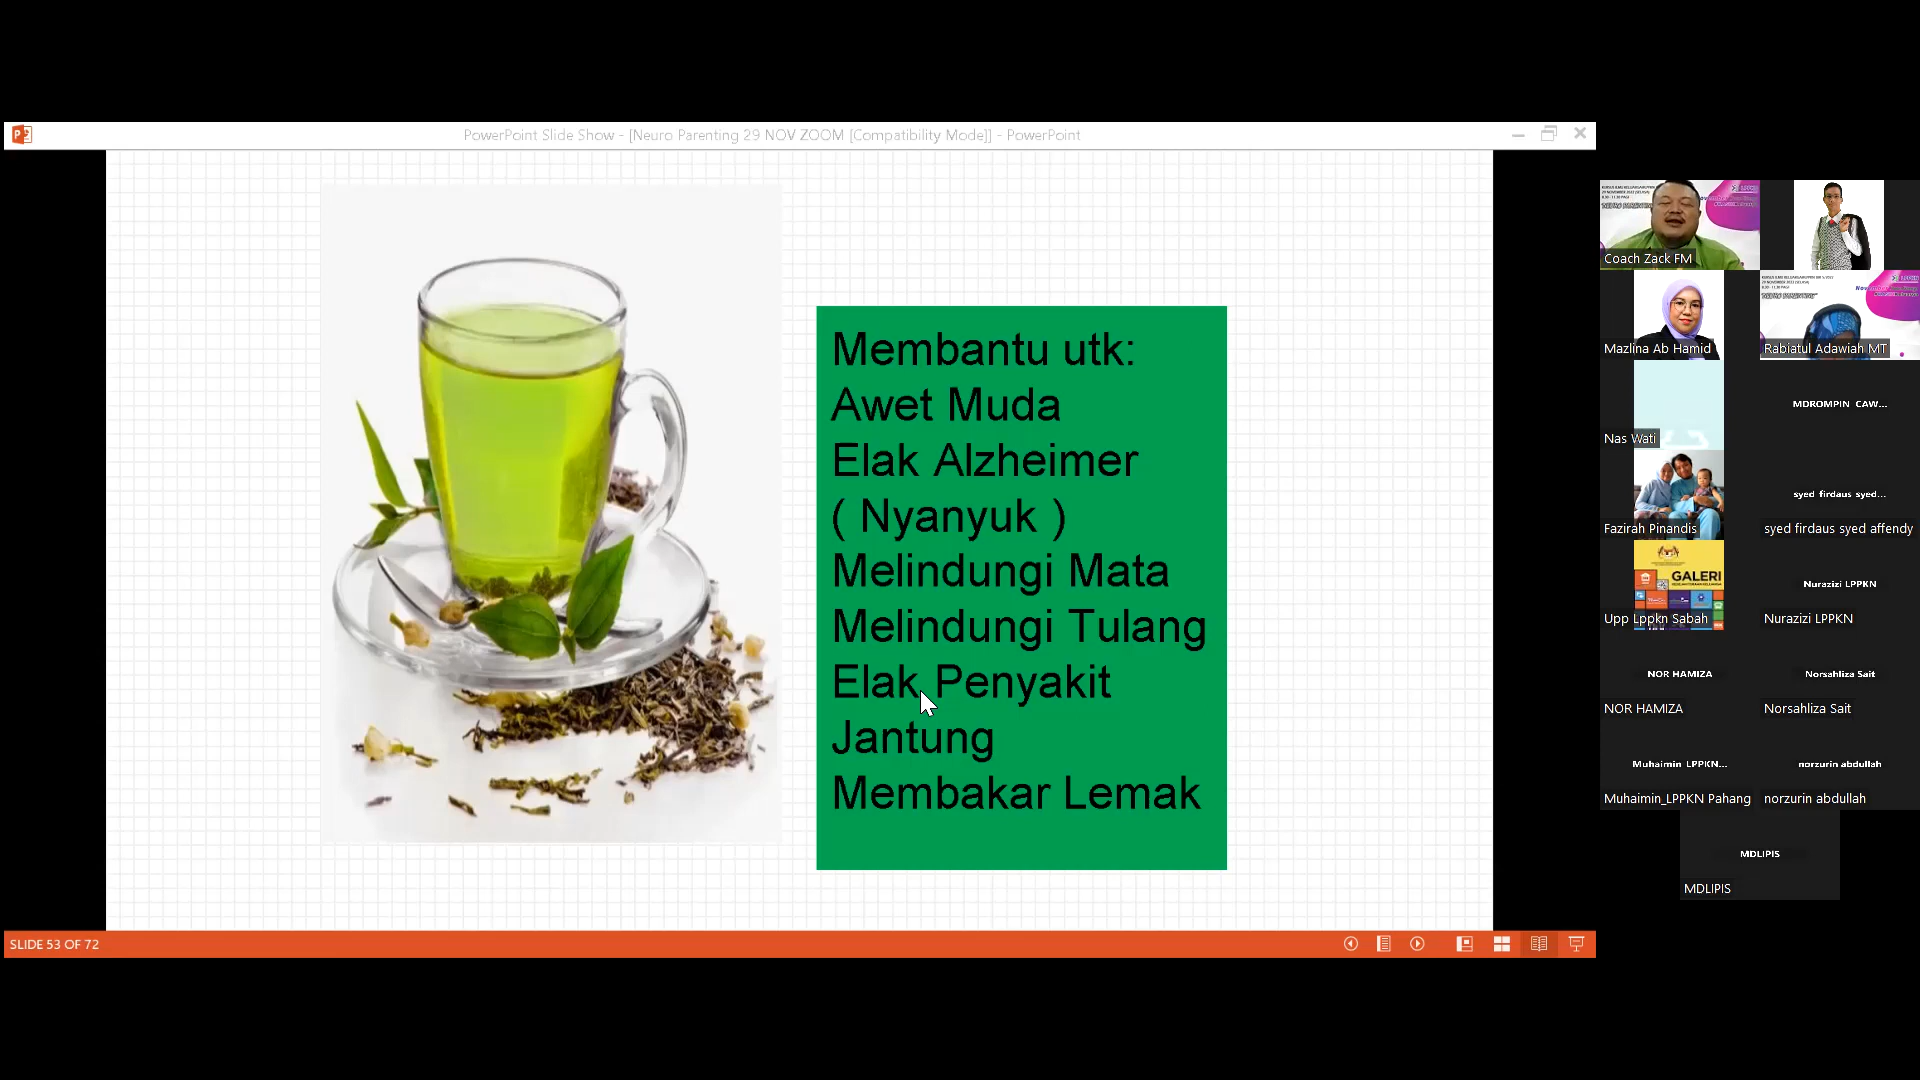 PowerPoint Slide Show - [Neuro Parenting 29 NOV ZOOM [Compatibility Mode]] - PowerPoint
Membantu utk:
Awet Muda
Elak Alzheimer
( Nyanyuk )
Melindungi Mata
Melindungi Tulang
Elak Penyakit
Jantung
Membakar Lemak
SLIDE 53 OF 72
Coach Zack FM
Mazlina Ab Hamid
Rabiatul Adawiah MT
Nas Wati
MDROMPIN CAW...
Fazirah Pinandis
syed firdaus syed...
syed firdaus syed affendy
GALERI
Upp Lppkn Sabah
Nurazizi LPPKN
Nurazizi LPPKN
NOR HAMIZA
NOR HAMIZA
Norsahliza Sait
Norsahliza Sait
Muhaimin LPPKN...
Muhaimin_LPPKN Pahang
norzurin abdullah
norzurin abdullah
MDLIPIS
MDLIPIS